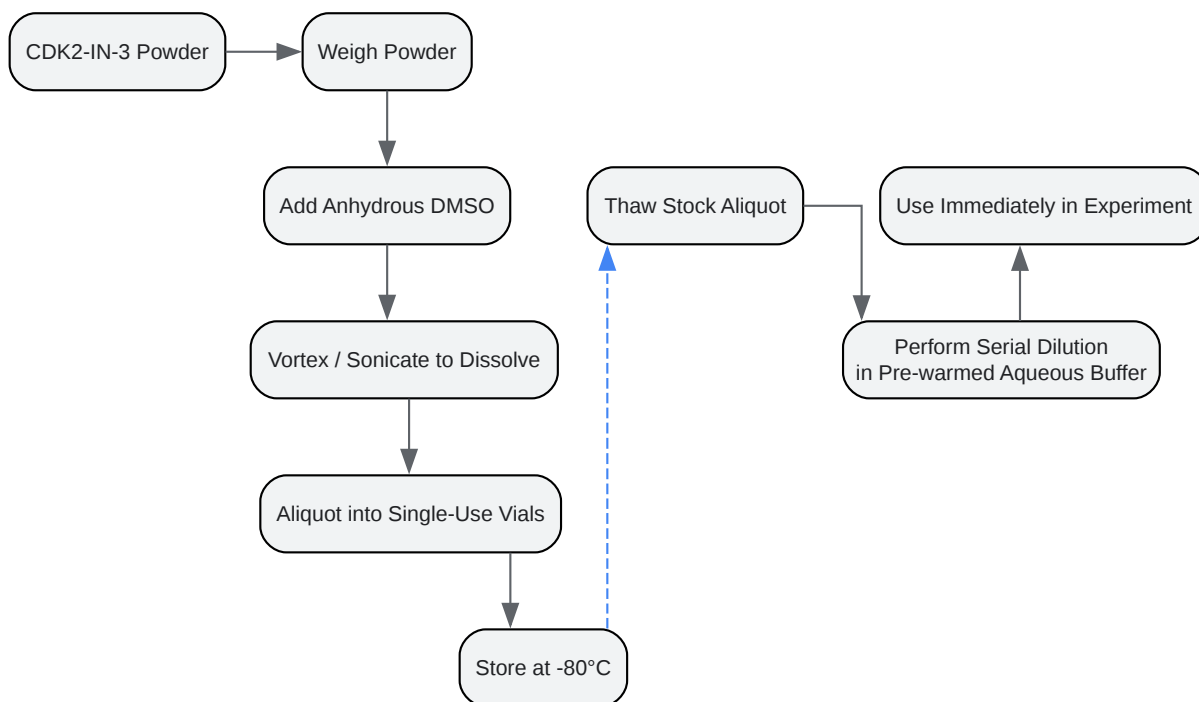 CDK2-IN-3 Powder
Weigh Powder
Add Anhydrous DMSO
Vortex / Sonicate to Dissolve
Aliquot into Single-Use Vials
Store at -80°C
Thaw Stock Aliquot
Perform Serial Dilution
in Pre-warmed Aqueous Buffer
Use Immediately in Experiment